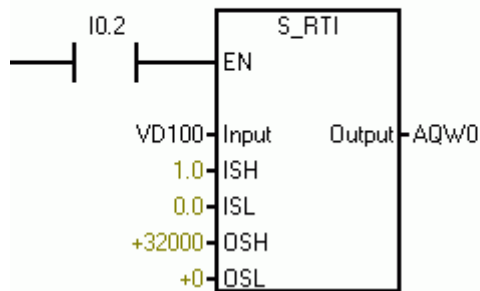 I0.2 S_RTI
EN
VD100 Input Output AQW0
1.0 ISH
0.0 ISL
+32000 OSH
+0 OSL